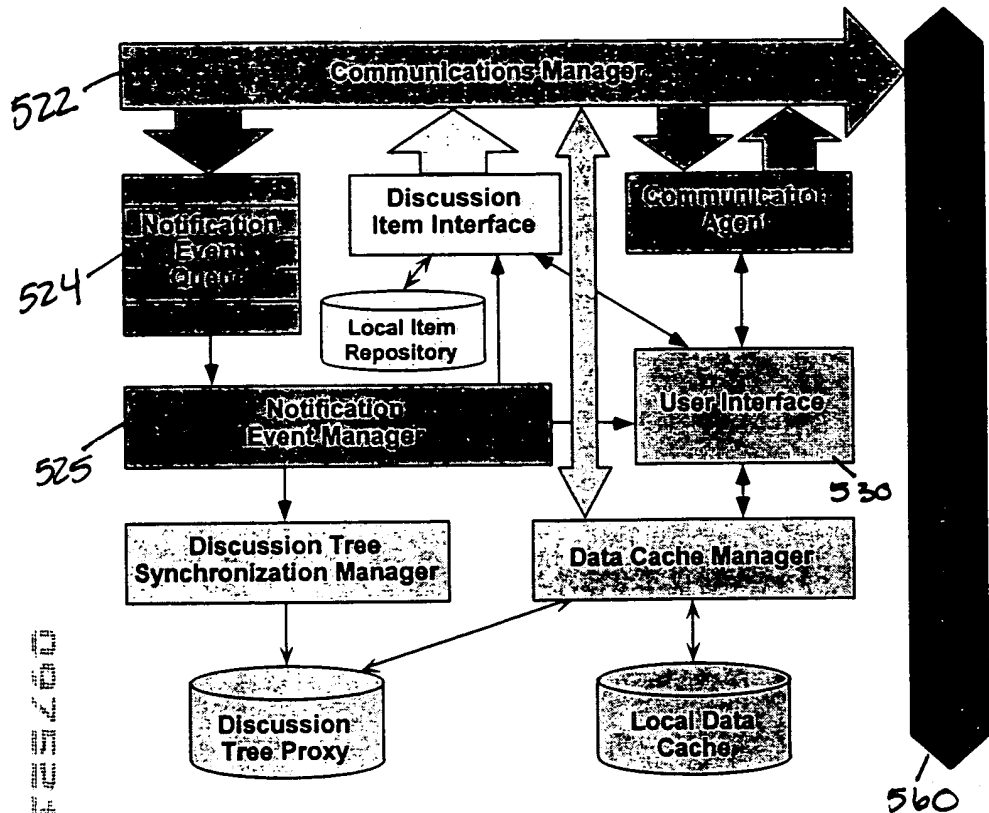 Communications Manager
522
Discussion
Item Interface
Communication
Agent
Notification
Event
Queue
524
Local Item
Repository
Notification
Event Manager
User Interface
525
530
Discussion Tree
Synchronization Manager
Data Cache Manager
Discussion
Tree Proxy
Local Data
Cache
560